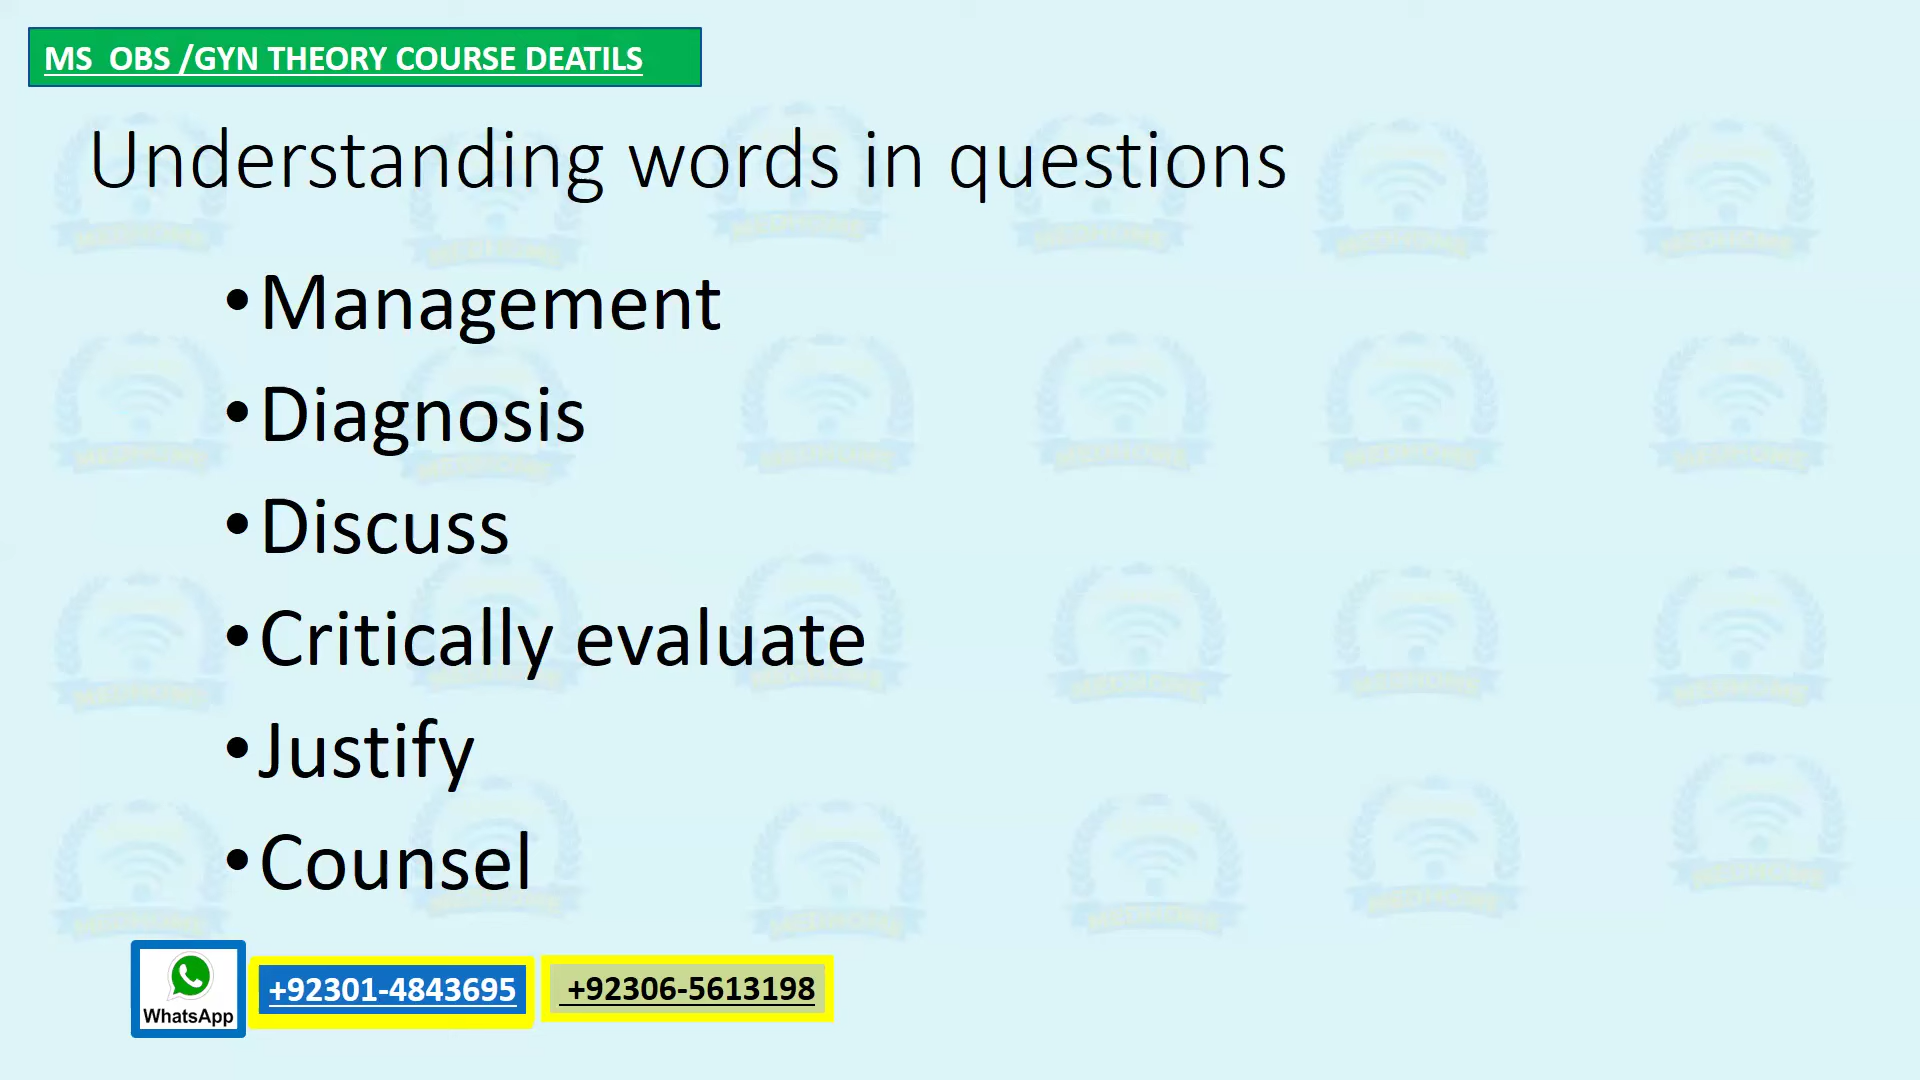 MS OBS /GYN THEORY COURSE DEATILS
Understanding words in questions
•Management
•Diagnosis
•Discuss
•Critically evaluate
•Justify
•Counsel
WhatsApp
+92301-4843695
+92306-5613198